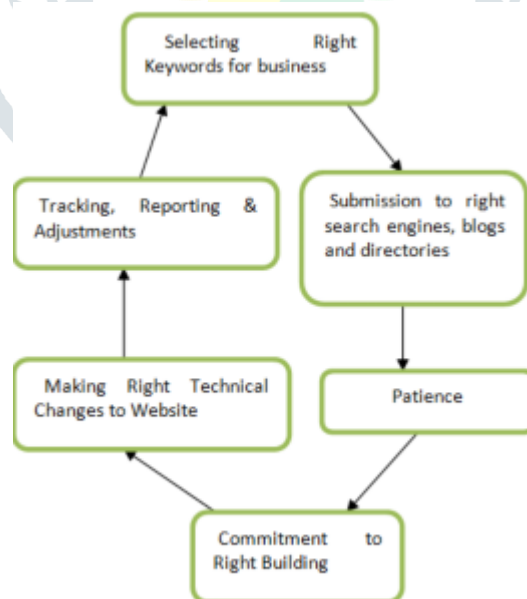 Selecting Right
Keywords for business
Submission to right
search engines, blogs
and directories
Patience
Commitment to
Right Building
Making Right Technical
Changes to Website
Tracking, Reporting &
Adjustments